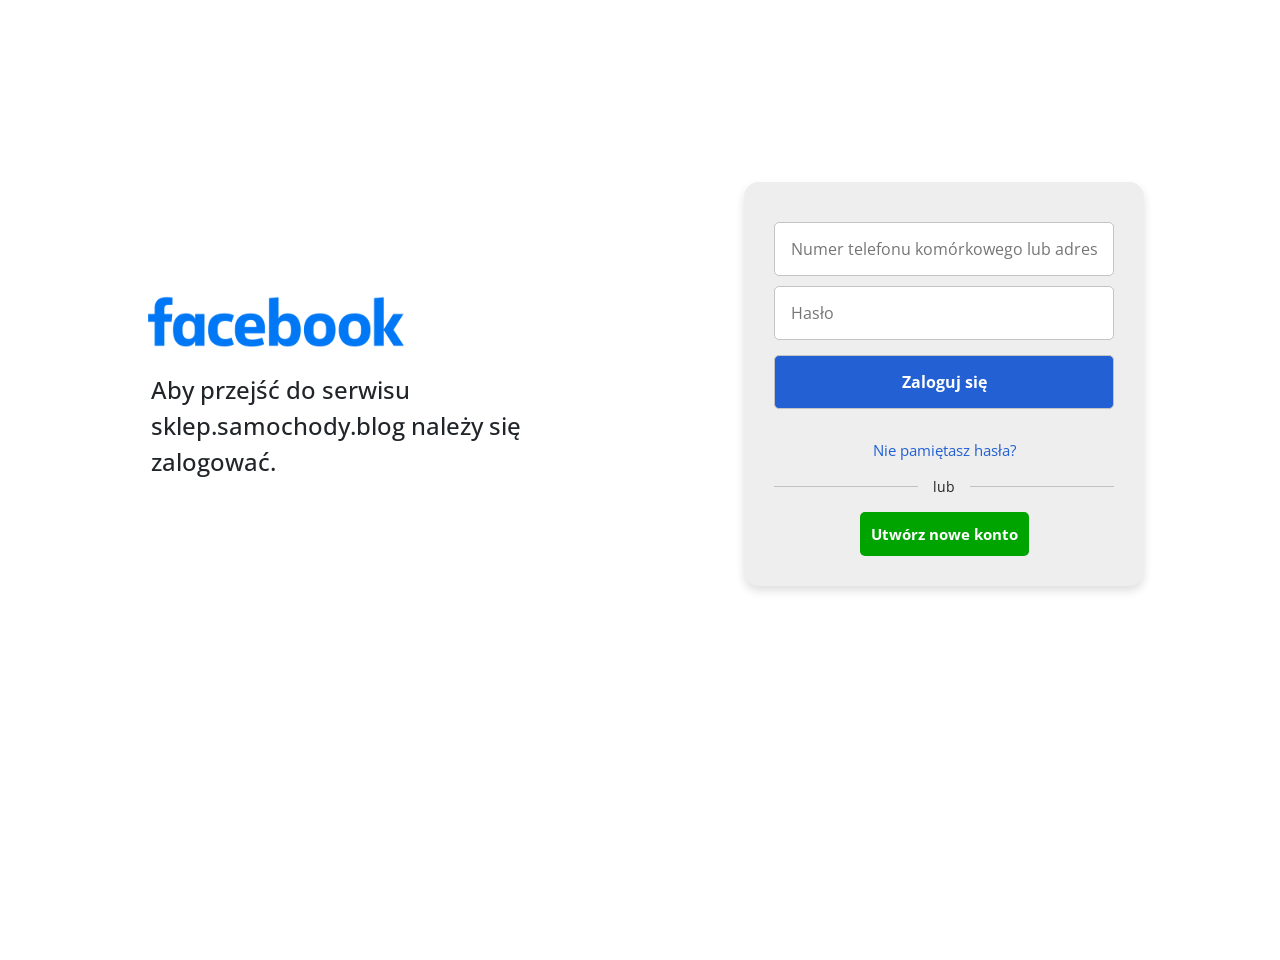 facebook
Aby przejść do serwisu
sklep.samochody.blog należy się
zalogować.
Numer telefonu komórkowego lub adres
Hasło
Zaloguj się
Nie pamiętasz hasła?
lub
Utwórz nowe konto